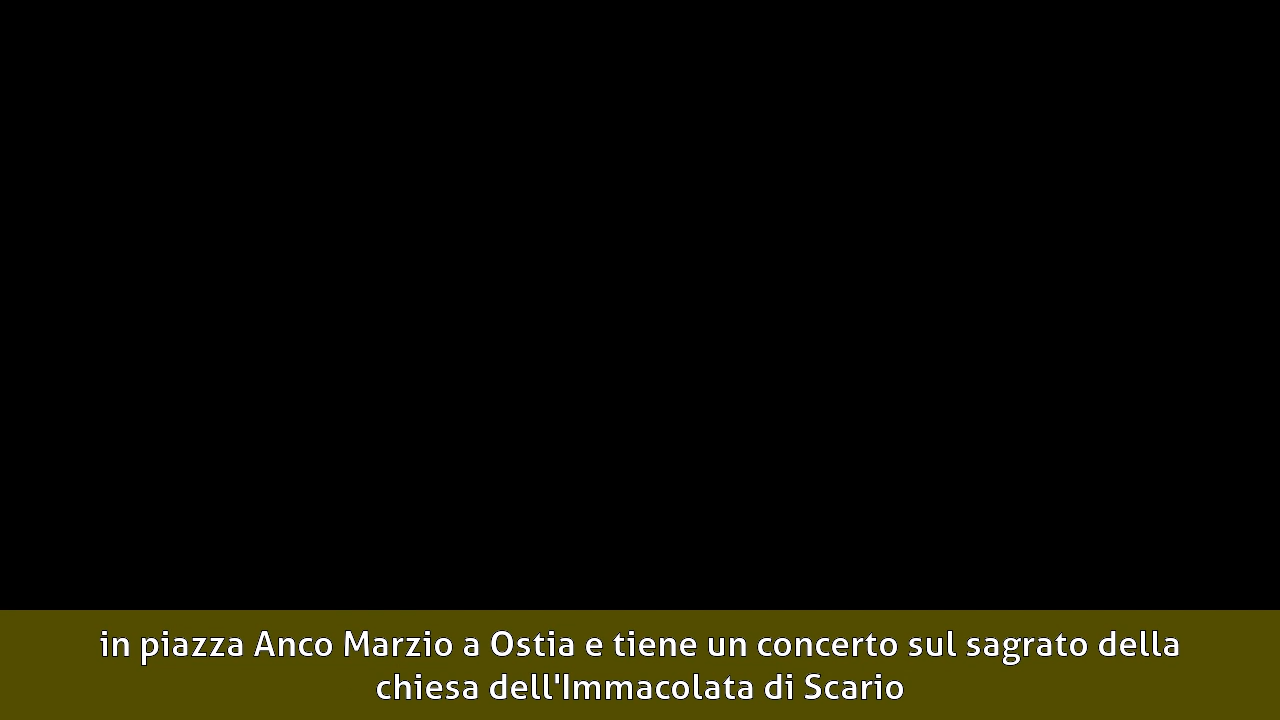 in piazza Anco Marzio a Ostia e tiene un concerto sul sagrato della
chiesa dell'Immacolata di Scario